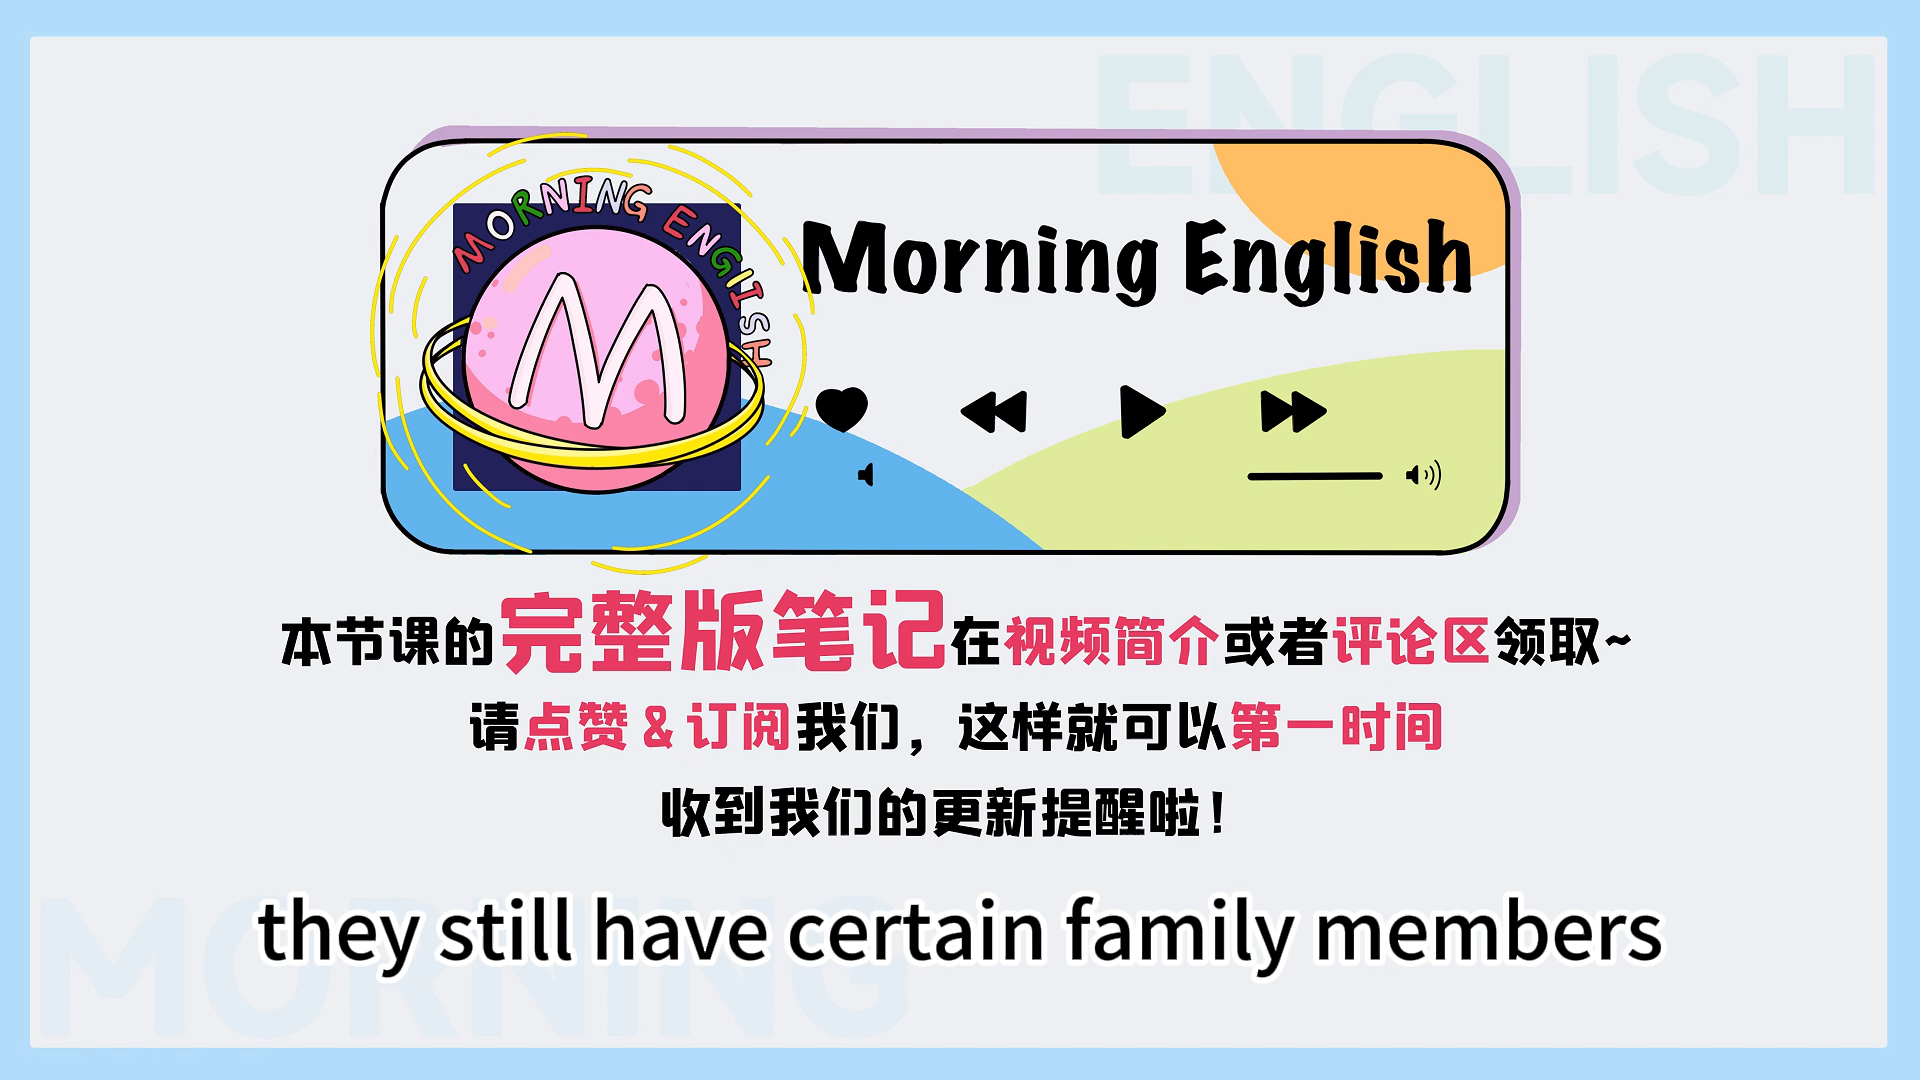 ENGLISH
MORNING ENGLISH
M
Morning English
本节课的完整版笔记在视频简介或者评论区领取~
请点赞&订阅我们，这样就可以第一时间
收到我们的更新提醒啦！
they still have certain family members
MORNING